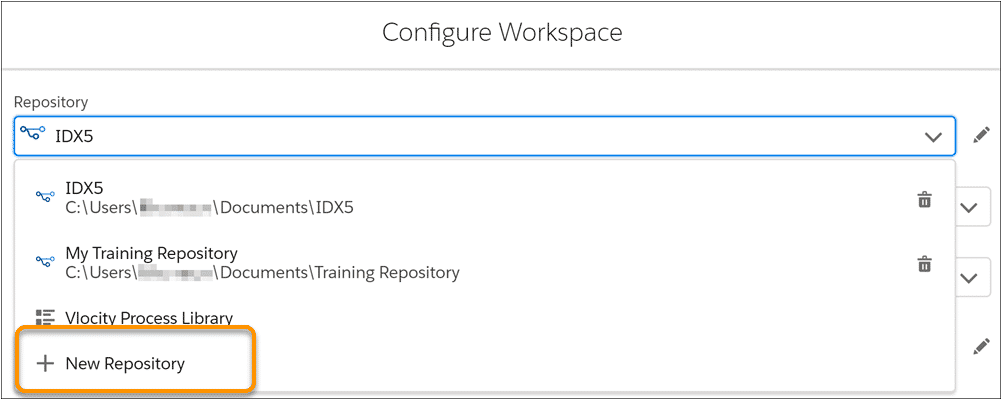 Configure Workspace
Repository
IDX5
IDX5
C:\Users\ \Documents\IDX5
My Training Repository
C:\Users\ \Documents\Training Repository
Vlocity Process Library
New Repository